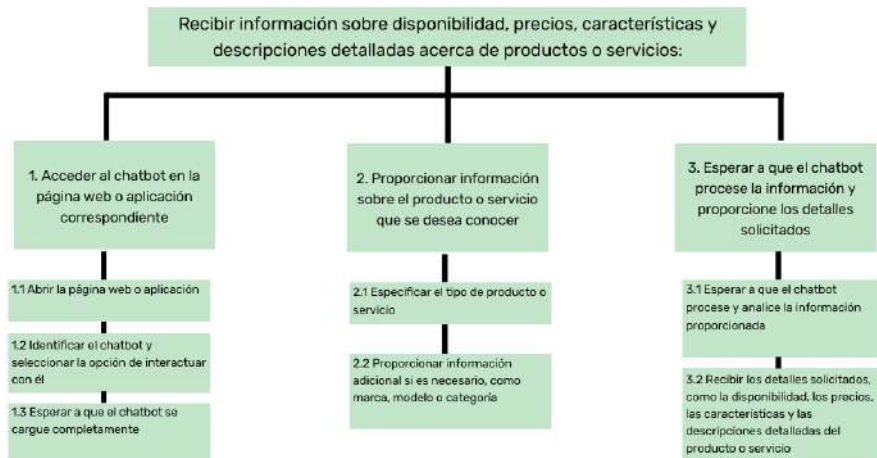 Recibir información sobre disponibilidad, precios, características y
descripciones detalladas acerca de productos o servicios:
1. Acceder al chatbot en la
página web o aplicación
correspondiente
1.1 Abrir la página web o aplicación
1.2 Identificar el chatbot y
seleccionar la opción de interactuar
con él
1.3 Esperar a que el chatbot se
cargue completamente
2. Proporcionar información
sobre el producto o servicio
que se desea conocer
2.1 Especificar el tipo de producto o
servicio
2.2 Proporcionar información
adicional si es necesario, como
marca, modelo o categoría
3. Esperar a que el chatbot
procese la información y
proporcione los detalles
solicitados
3.1 Esperar a que el chatbot
procese y analice la información
proporcionada
3.2 Recibir los detalles solicitados,
como la disponibilidad, los precios,
las características y las
descripciones detalladas del
producto o servicio